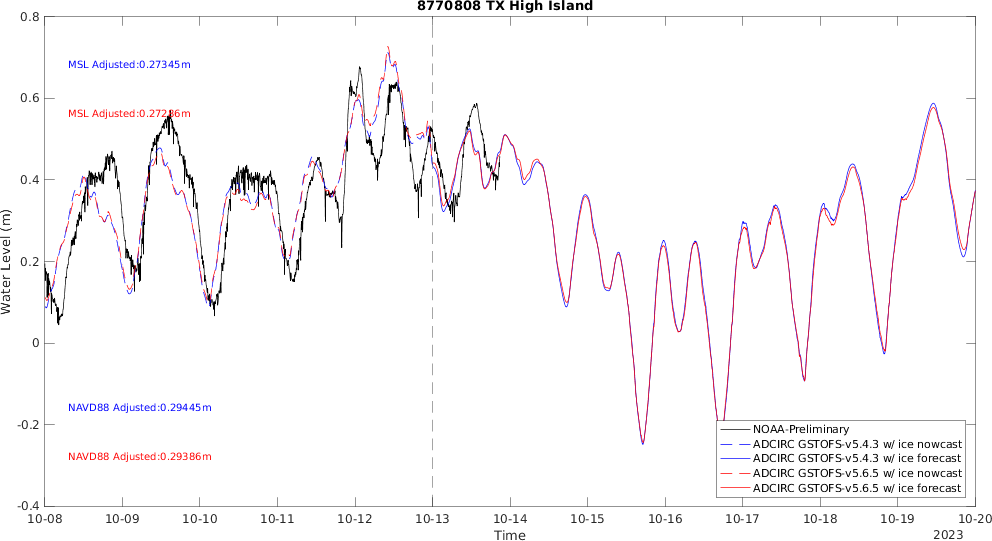 8770808 TX High Island
0.8
0.6
0.4
0.2
0
-0.2
-0.4
Water Level (m)
MSL Adjusted:0.27345m
MSL Adjusted:0.27236m
NAVD88 Adjusted:0.29445m
NAVD88 Adjusted:0.29386m
NOAA-Preliminary
ADCIRC GSTOFS-v5.4.3 w/ ice nowcast
ADCIRC GSTOFS-v5.4.3 w/ ice forecast
ADCIRC GSTOFS-v5.6.5 w/ ice nowcast
ADCIRC GSTOFS-v5.6.5 w/ ice forecast
10-08 10-09 10-10 10-11 10-12 10-13 10-14 10-15 10-16 10-17 10-18 10-19 10-20
Time
2023